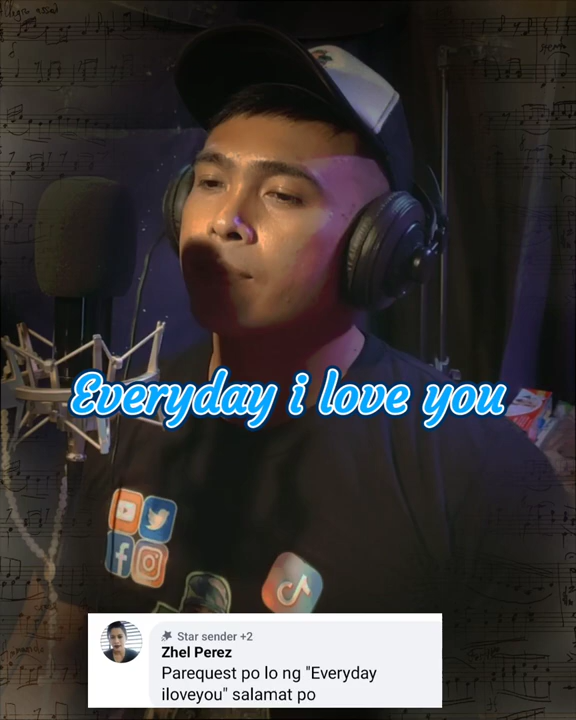 Everyday i love you
Star sender +2
Zhel Perez
Parequest po lo ng "Everyday
iloveyou" salamat po